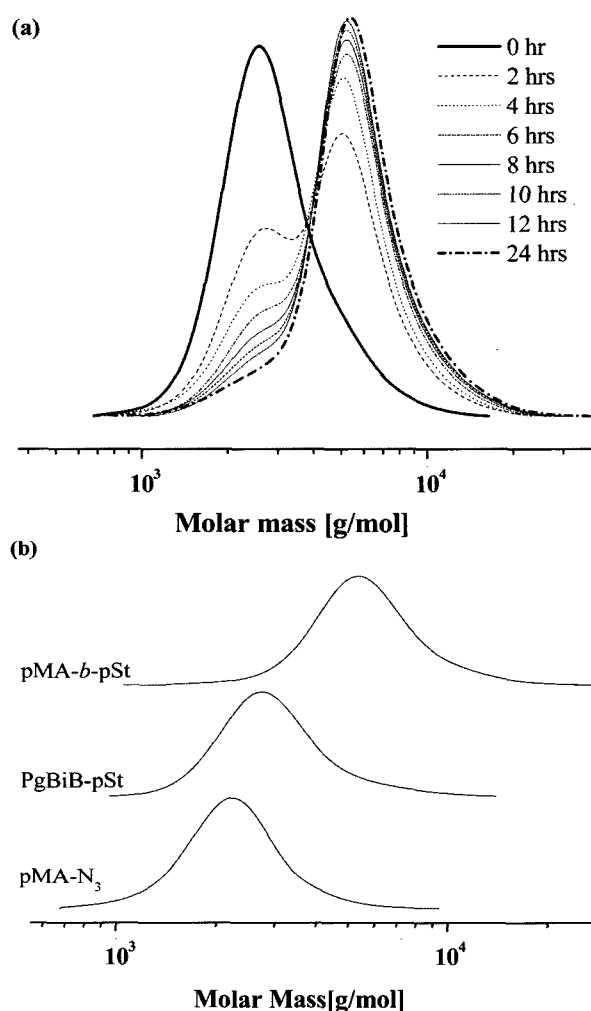 (a)
0 hr
2 hrs
4 hrs
6 hrs
8 hrs
10 hrs
12 hrs
24 hrs
10³
10⁴
Molar mass [g/mol]
(b)
pMA-b-pSt
PgBiB-pSt
pMA-N₃
10³
10⁴
Molar Mass[g/mol]